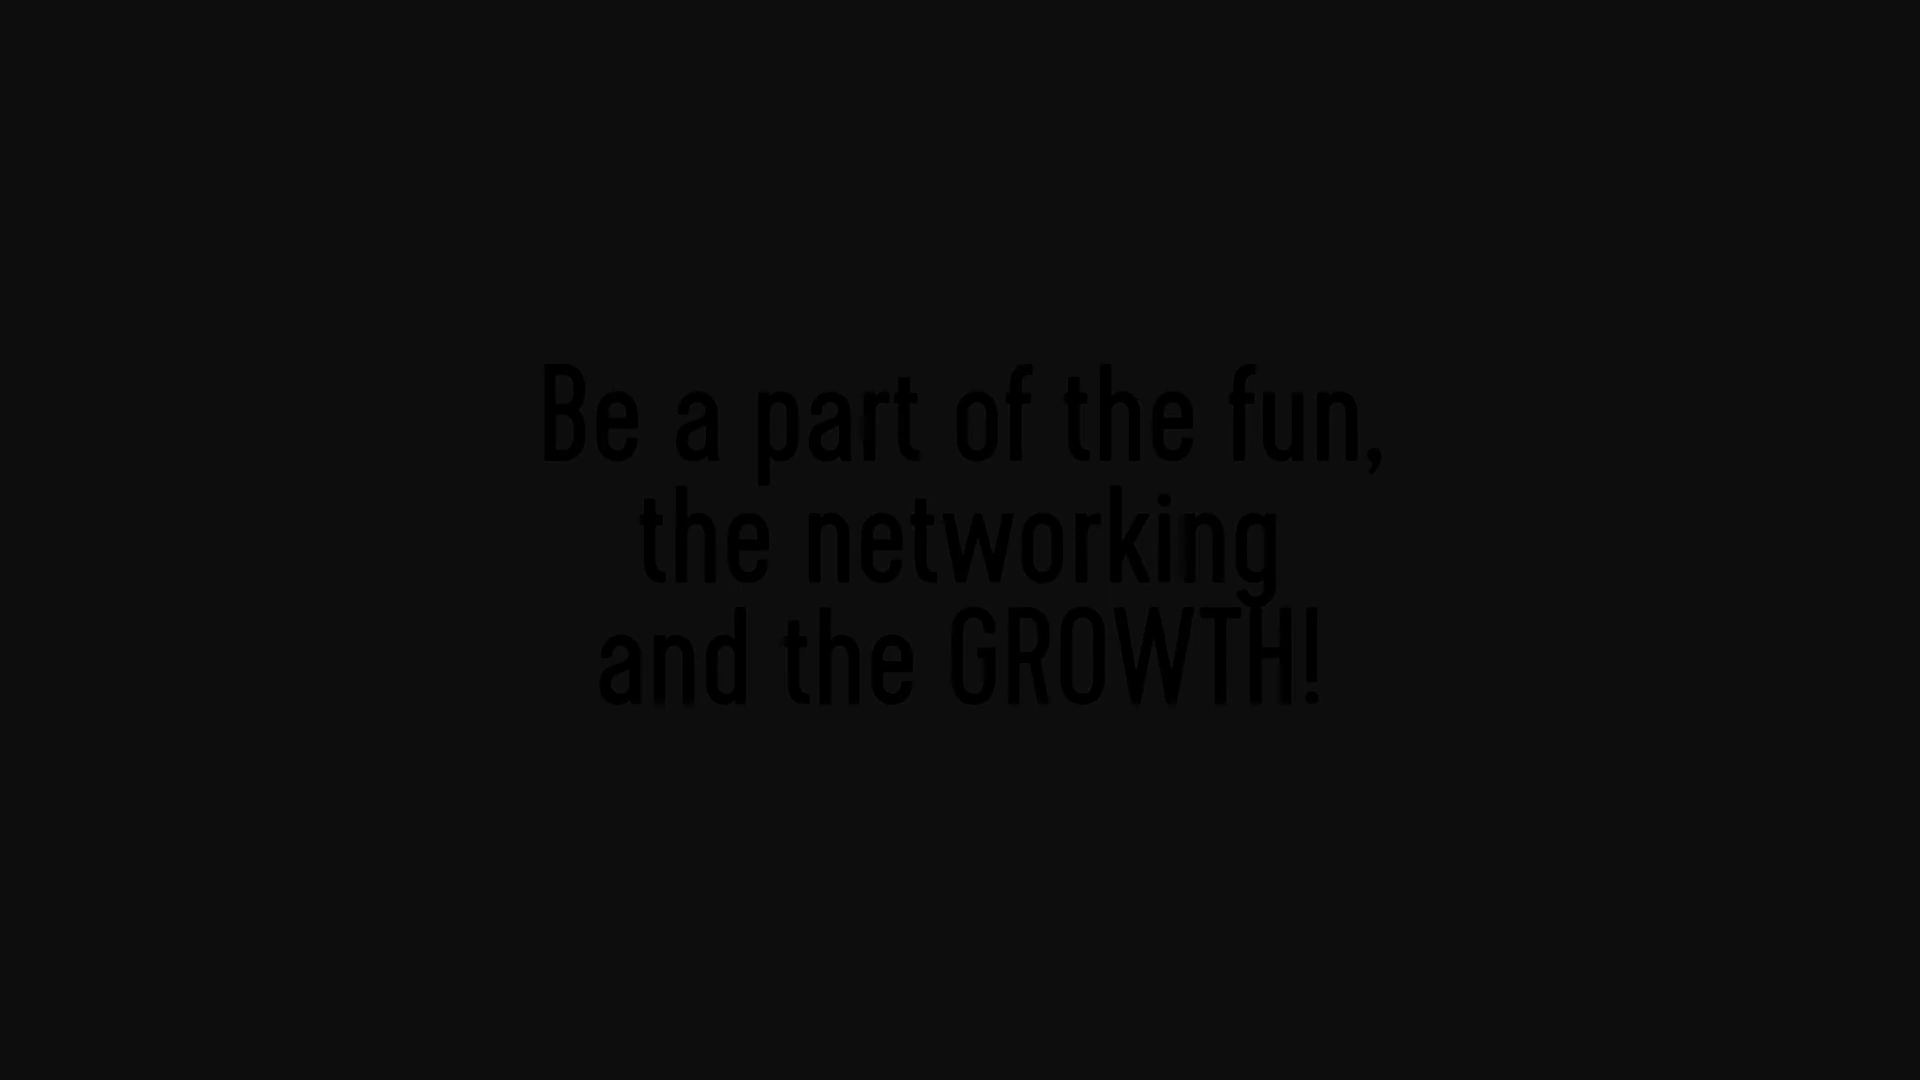 Be a part of the fun,
the networking
and the GROWTH!